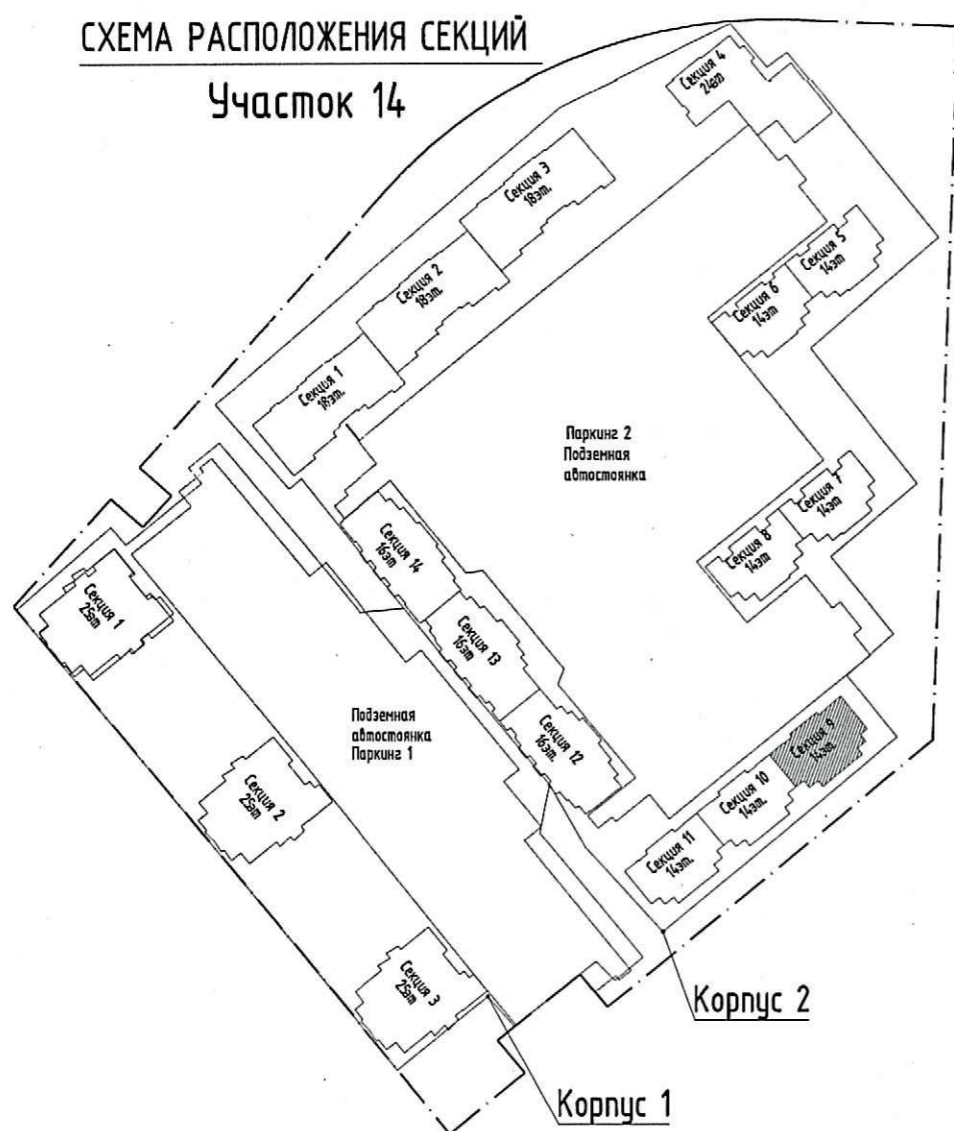 СХЕМА РАСПОЛОЖЕНИЯ СЕКЦИЙ
Участок 14
Секция 4
24эт
Секция 3
18эт.
Секция 2
18эт.
Секция 1
18эт.
Секция 5
14эт
Секция 6
14эт
Паркинг 2
Подземная
автостоянка
Секция 7
14эт
Секция 8
14эт
Секция 14
16эт
Секция 13
16эт
Секция 12
16эт.
Секция 1
25эт
Подземная
автостоянка
Паркинг 1
Секция 2
25эт
Секция 9
14эт.
Секция 10
14эт.
Секция 11
14эт.
Секция 3
25эт
Корпус 2
Корпус 1